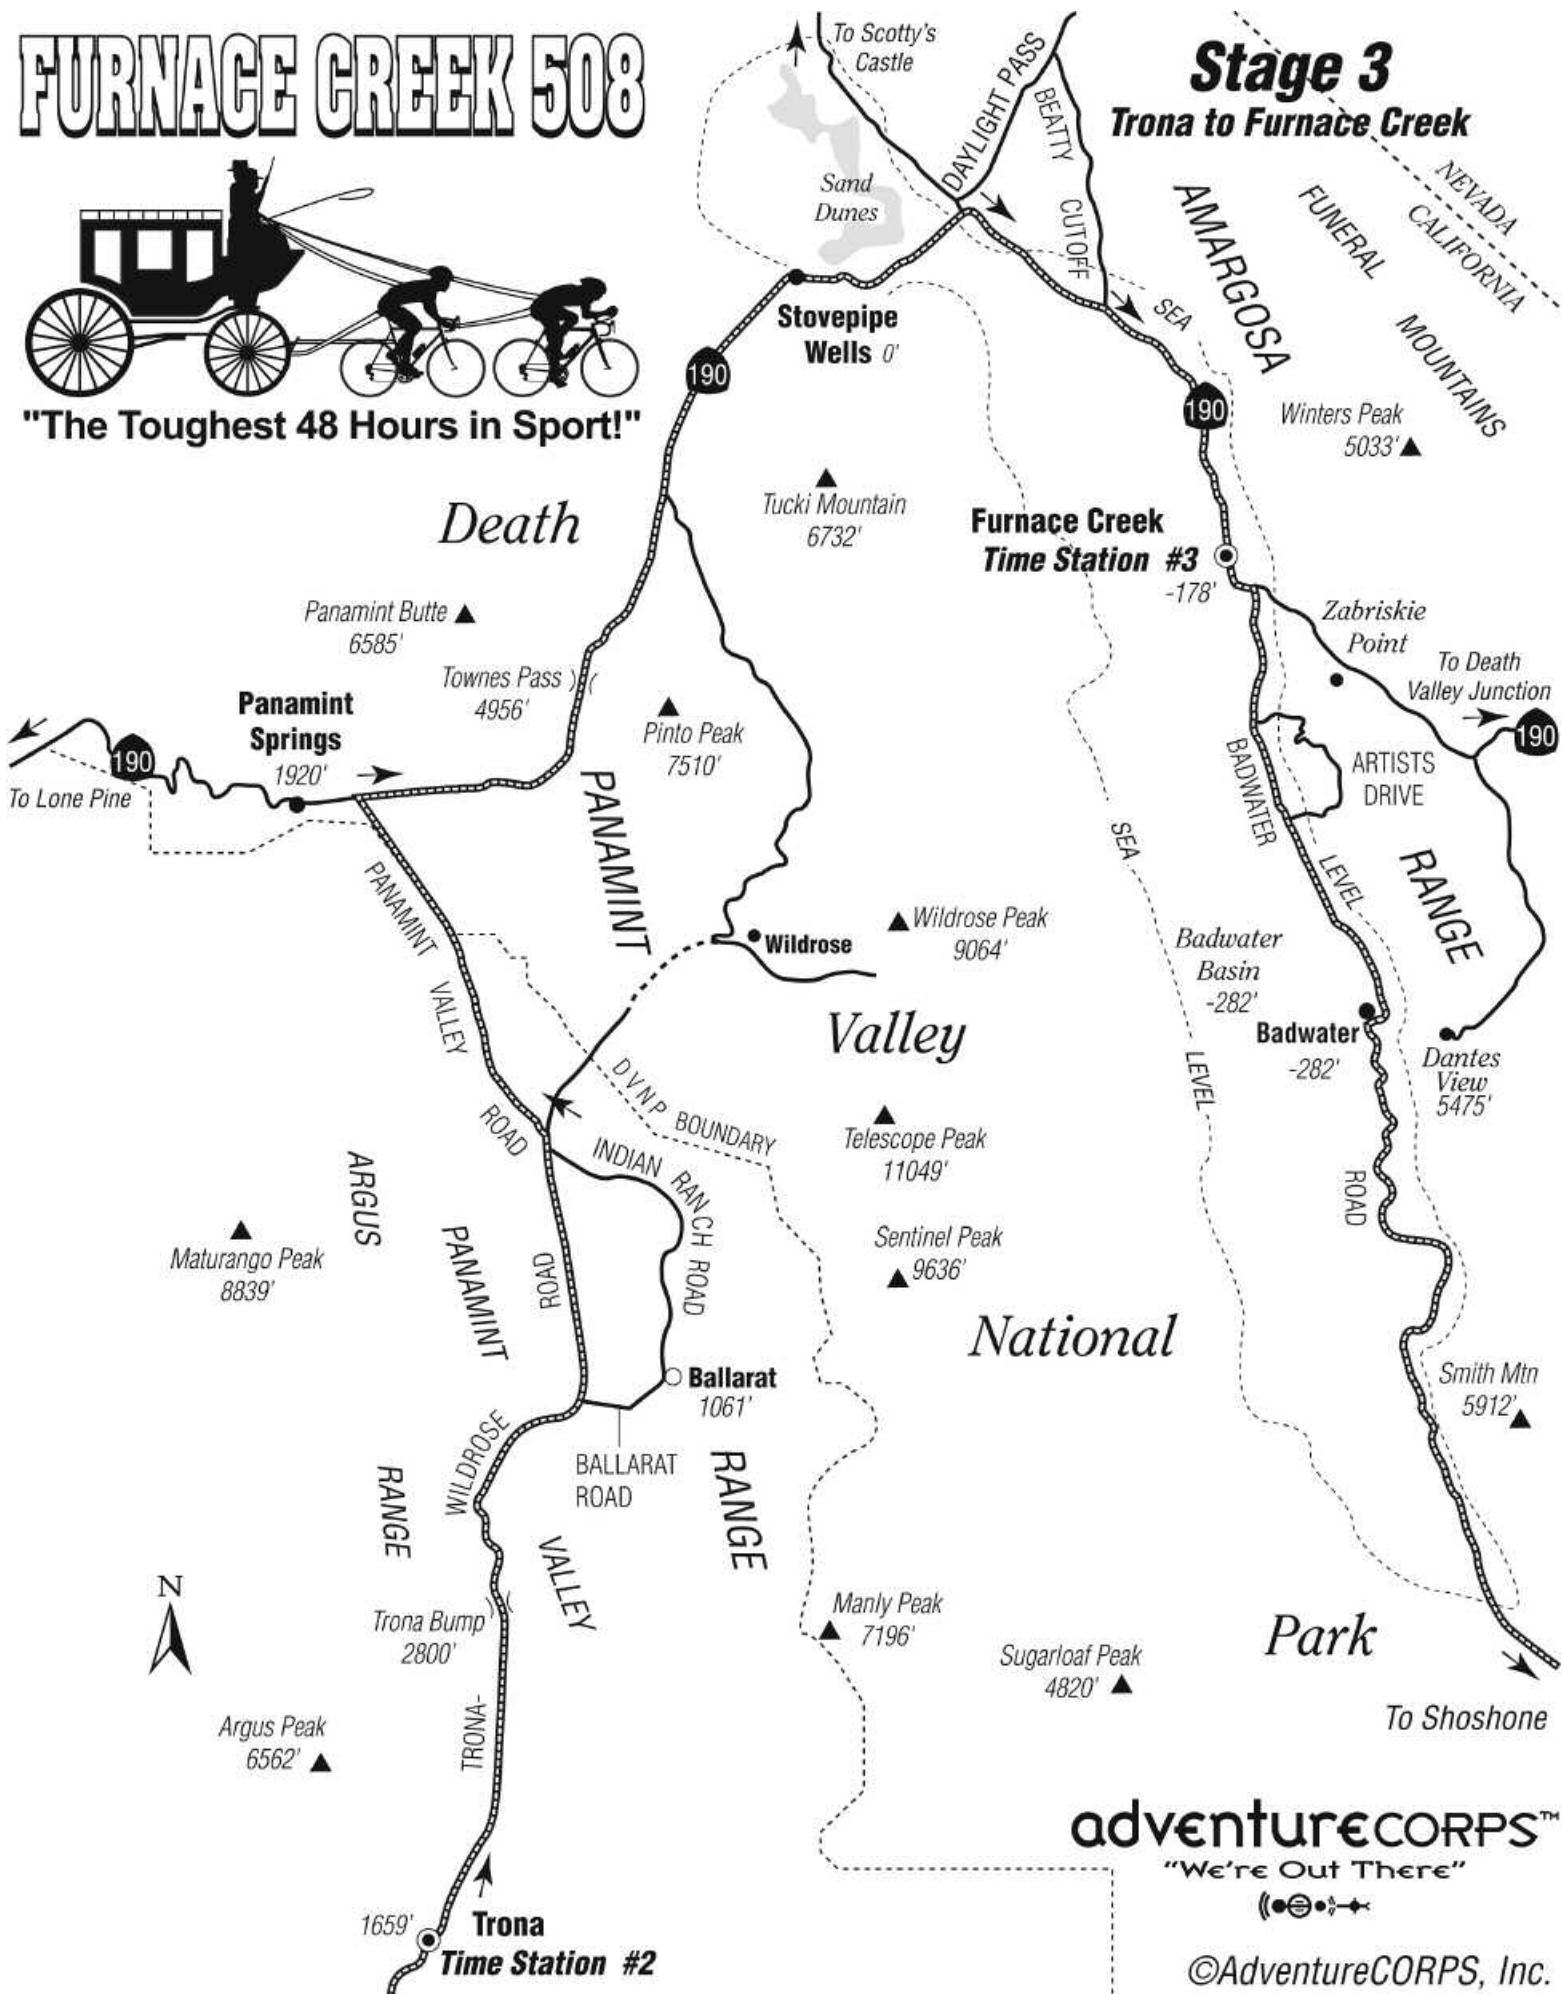 FURNACE CREEK 508
"The Toughest 48 Hours in Sport!"
Stage 3
Trona to Furnace Creek
To Scotty's
Castle
DAYLIGHT PASS
BEATTY
CUTOFF
Sand
Dunes
NEVADA
CALIFORNIA
FUNERAL
MOUNTAINS
AMARGOSA
SEA
Stovepipe
Wells 0'
190
190
Winters Peak
5033'
Tucki Mountain
6732'
Death
Furnace Creek
Time Station #3
-178'
Panamint Butte
6585'
Townes Pass
4956'
Zabriskie
Point
To Death
Valley Junction
190
Panamint
Springs
1920'
190
To Lone Pine
Pinto Peak
7510'
ARTISTS
DRIVE
BADWATER
PANAMINT
SEA
LEVEL
RANGE
PANAMINT
VALLEY
ROAD
Wildrose
Wildrose Peak
9064'
Badwater
Basin
-282'
Badwater
-282'
Dantes
View
5475'
Valley
LEVEL
D V N P BOUNDARY
INDIAN RANCH ROAD
Telescope Peak
11049'
ROAD
ARGUS
Maturango Peak
8839'
PANAMINT
ROAD
Sentinel Peak
9636'
National
Smith Mtn
5912'
Ballarat
1061'
WILDROSE
BALLARAT
ROAD
RANGE
RANGE
VALLEY
N
Trona Bump
2800'
Manly Peak
7196'
Sugarloaf Peak
4820'
Park
To Shoshone
TRONA-
Argus Peak
6562'
adventureCORPS™
"We're Out There"
1659'
Trona
Time Station #2
©AdventureCORPS, Inc.